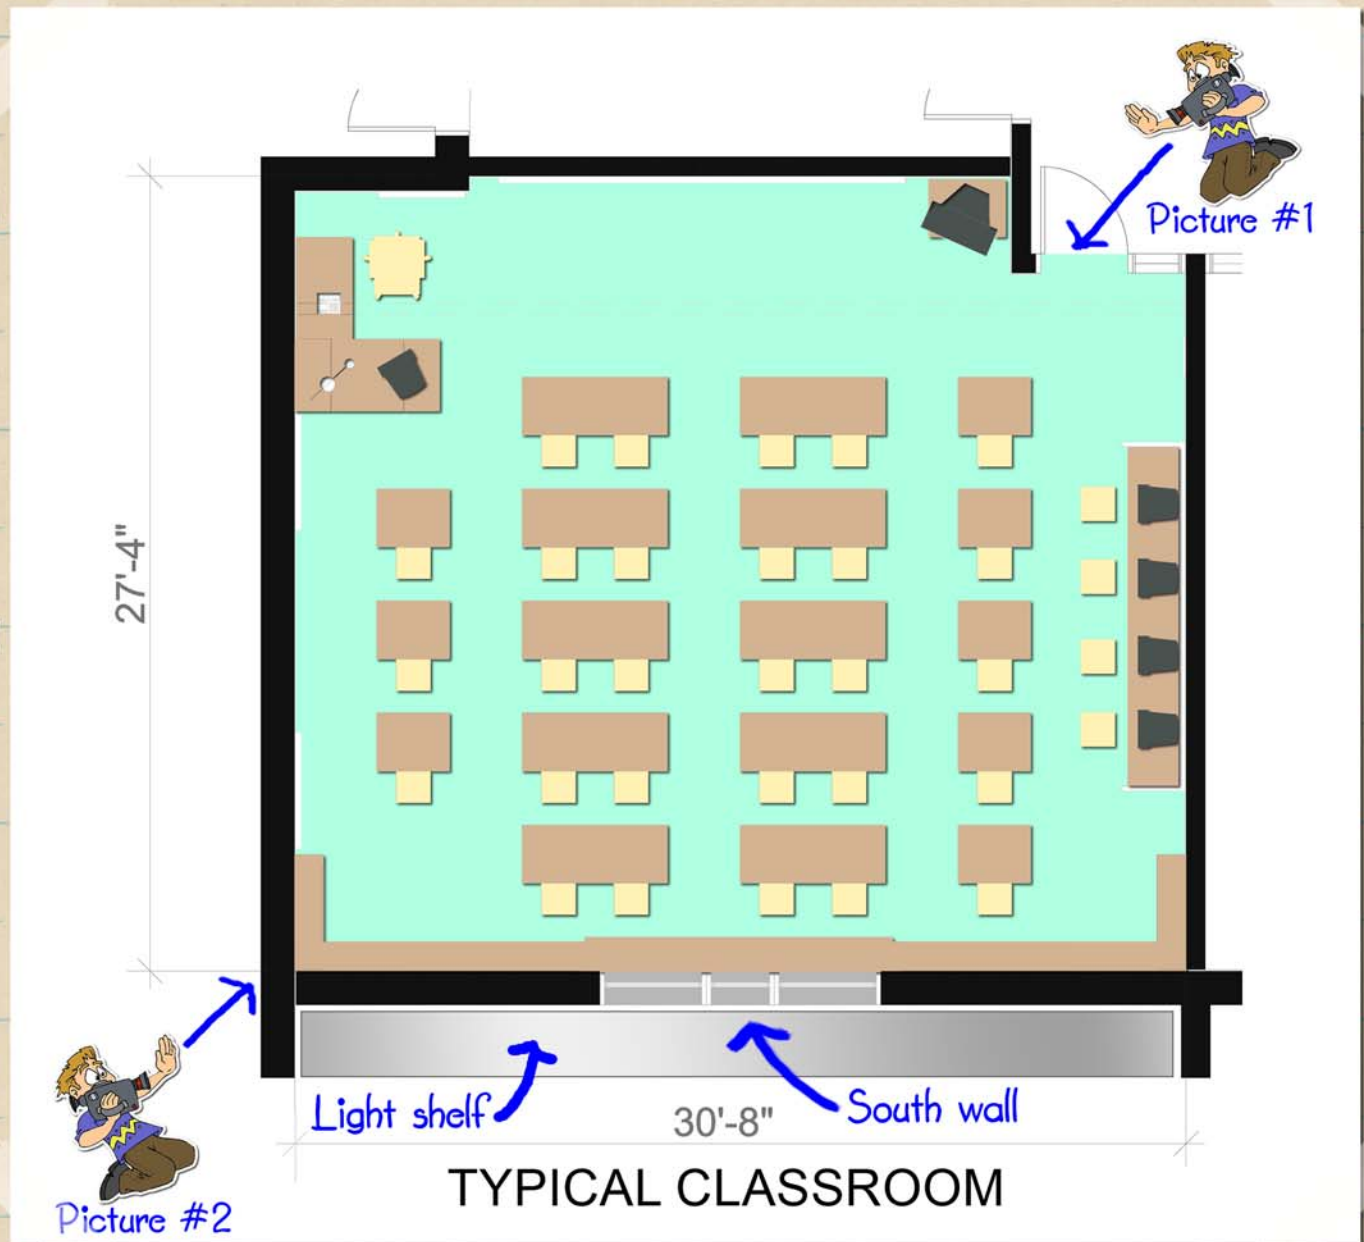 Picture #1
27'-4"
Light shelf
30'-8"
South wall
TYPICAL CLASSROOM
Picture #2